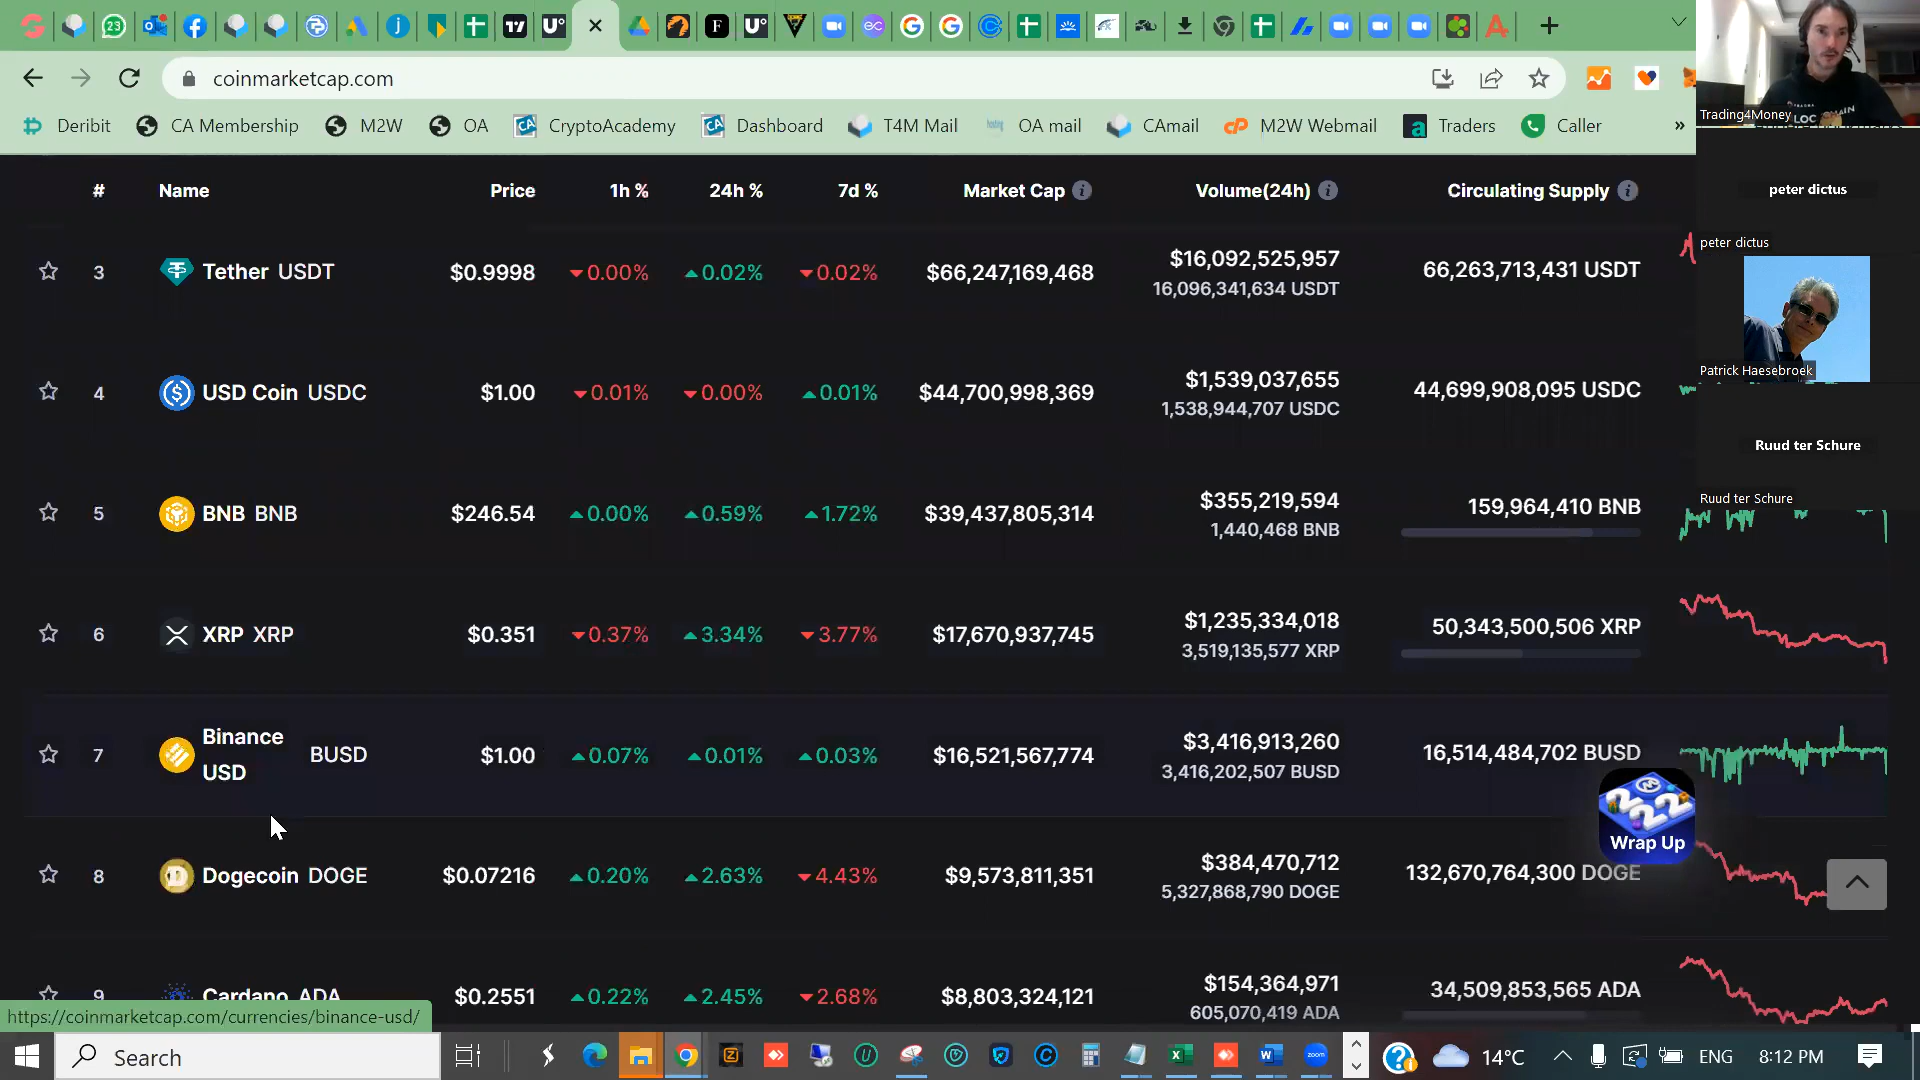 23
coinmarketcap.com
Deribit CA Membership M2W OA CryptoAcademy Dashboard T4M Mail OA mail CAmail M2W Webmail Traders Caller »
Trading4Money
# Name Price 1h % 24h % 7d % Market Cap Volume(24h) Circulating Supply
peter dictus
peter dictus
3 Tether USDT $0.9998 0.00% 0.02% 0.02% $66,247,169,468 $16,092,525,957 66,263,713,431 USDT
16,096,341,634 USDT
Patrick Haesebroek
4 USD Coin USDC $1.00 0.01% 0.00% 0.01% $44,700,998,369 $1,539,037,655 44,699,908,095 USDC
1,538,944,707 USDC
Ruud ter Schure
Ruud ter Schure
5 BNB BNB $246.54 0.00% 0.59% 1.72% $39,437,805,314 $355,219,594 159,964,410 BNB
1,440,468 BNB
6 XRP XRP $0.351 0.37% 3.34% 3.77% $17,670,937,745 $1,235,334,018 50,343,500,506 XRP
3,519,135,577 XRP
7 Binance USD BUSD $1.00 0.07% 0.01% 0.03% $16,521,567,774 $3,416,913,260 16,514,484,702 BUSD
3,416,202,507 BUSD
Wrap Up
8 Dogecoin DOGE $0.07216 0.20% 2.63% 4.43% $9,573,811,351 $384,470,712 132,670,764,300 DOGE
5,327,868,790 DOGE
9 Cardano ADA $0.2551 0.22% 2.45% 2.68% $8,803,324,121 $154,364,971 34,509,853,565 ADA
605,070,419 ADA
https://coinmarketcap.com/currencies/binance-usd/
Search 14°C ENG 8:12 PM